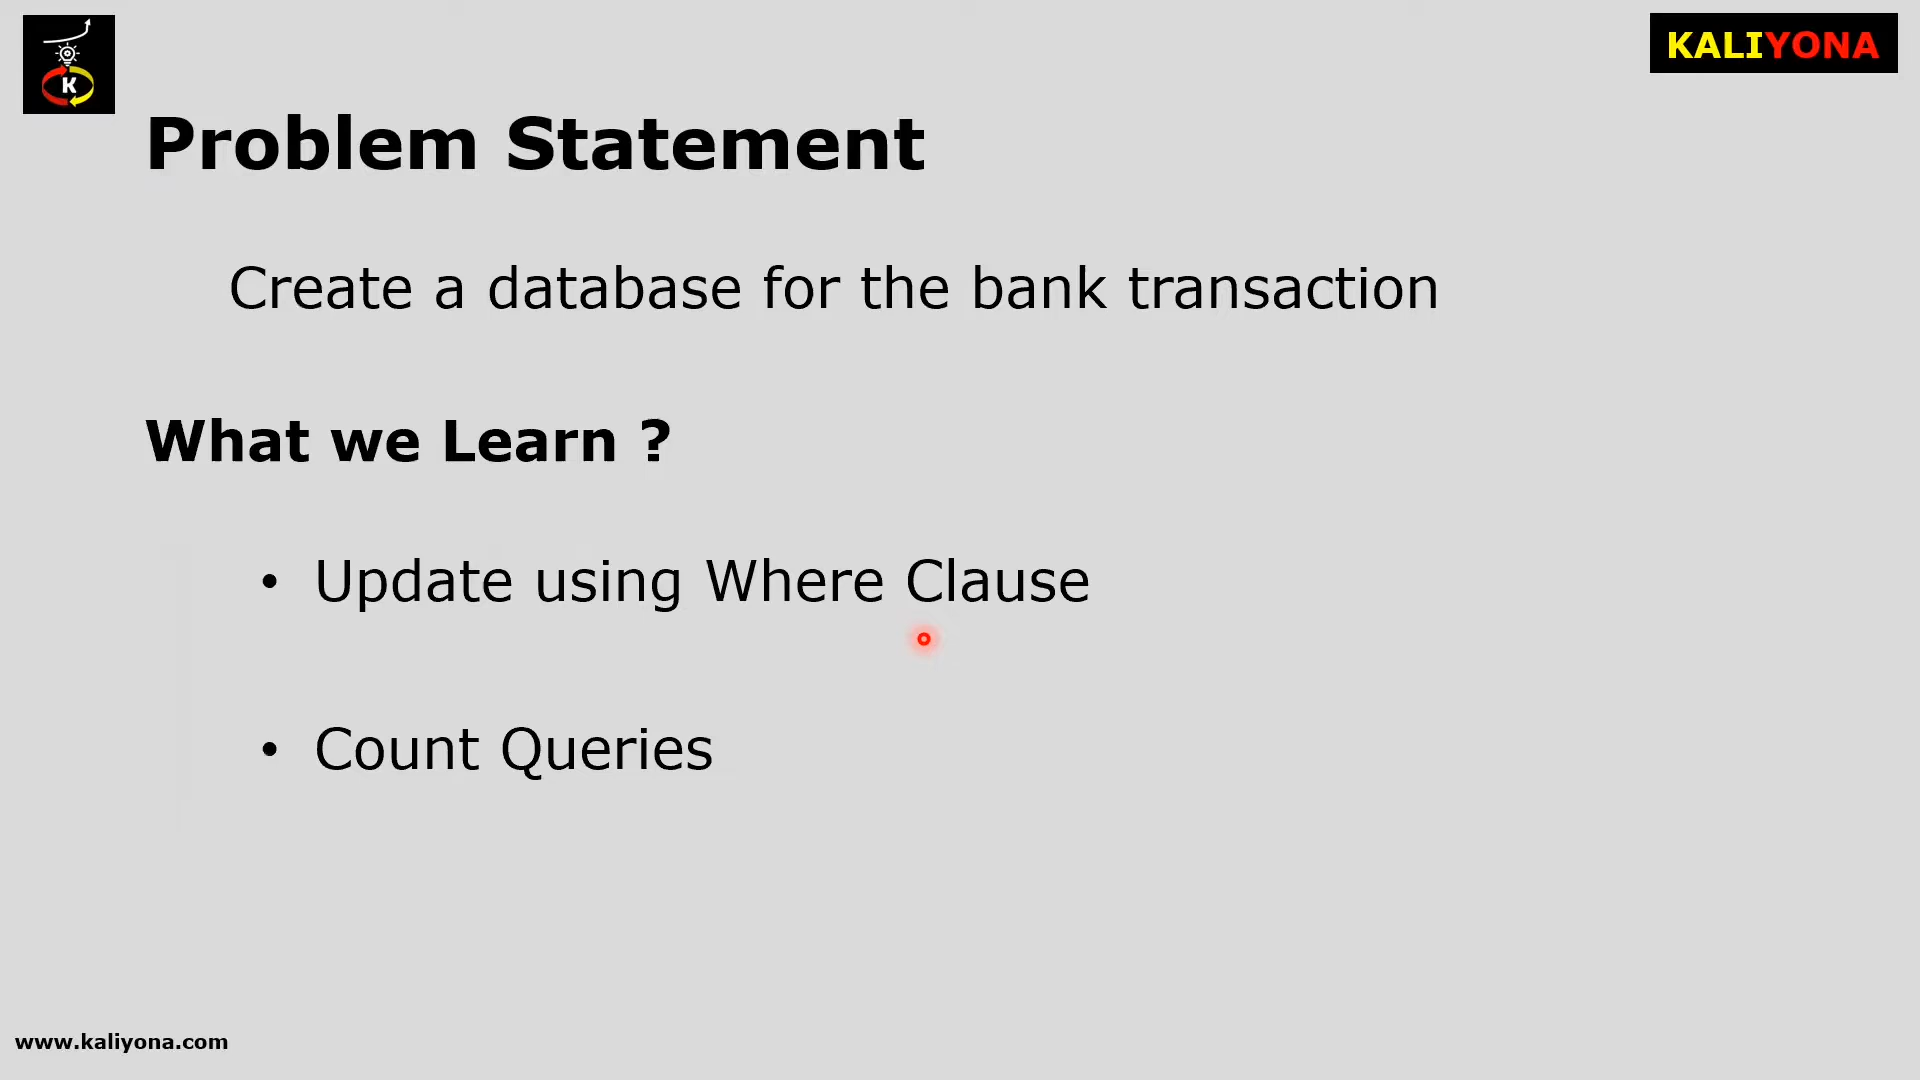 K
KALIYONA
Problem Statement
Create a database for the bank transaction
What we Learn ?
• Update using Where Clause
• Count Queries
www.kaliyona.com